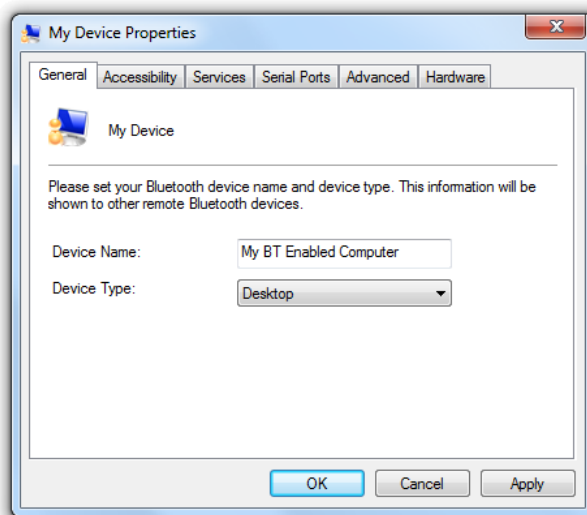 My Device Properties
General Accessibility Services Serial Ports Advanced Hardware
My Device
Please set your Bluetooth device name and device type. This information will be
shown to other remote Bluetooth devices.
Device Name: My BT Enabled Computer
Device Type: Desktop
OK Cancel Apply